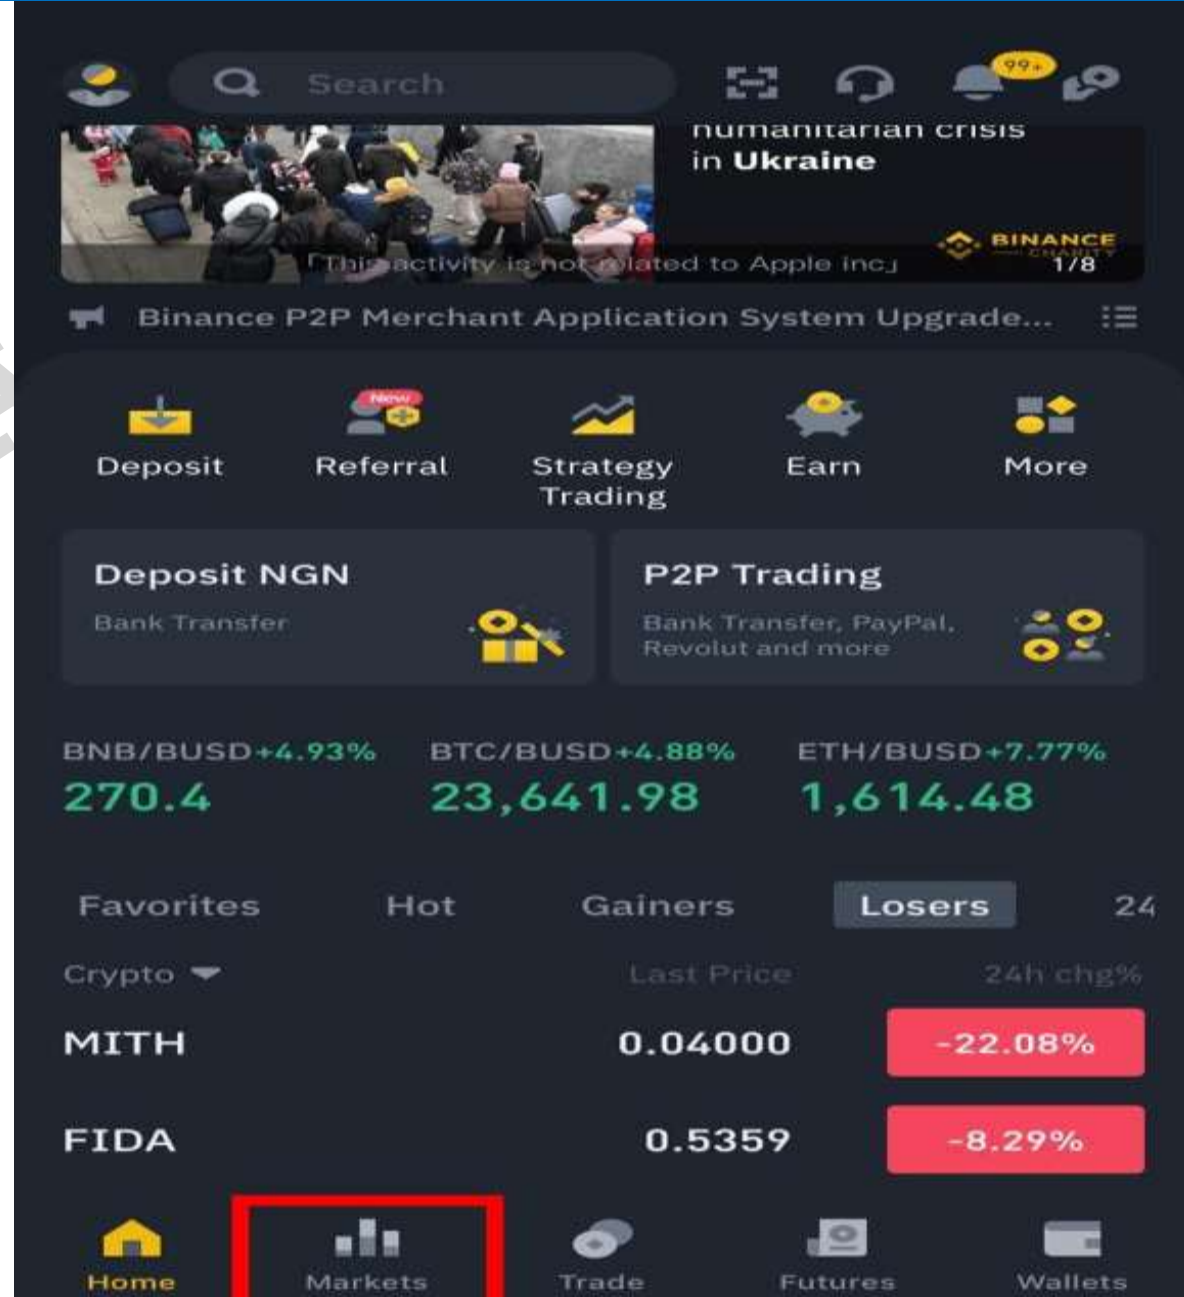 Search
99+
humanitarian crisis
in Ukraine
BINANCE
CHARITY
「This activity is not related to Apple inc」
1/8
Binance P2P Merchant Application System Upgrade...
New
Deposit
Referral
Strategy
Trading
Earn
More
Deposit NGN
Bank Transfer
P2P Trading
Bank Transfer, PayPal,
Revolut and more
BNB/BUSD+4.93%
270.4
BTC/BUSD+4.88%
23,641.98
ETH/BUSD+7.77%
1,614.48
Favorites Hot Gainers Losers 24
Crypto Last Price 24h chg%
MITH 0.04000 -22.08%
FIDA 0.5359 -8.29%
Home Markets Trade Futures Wallets